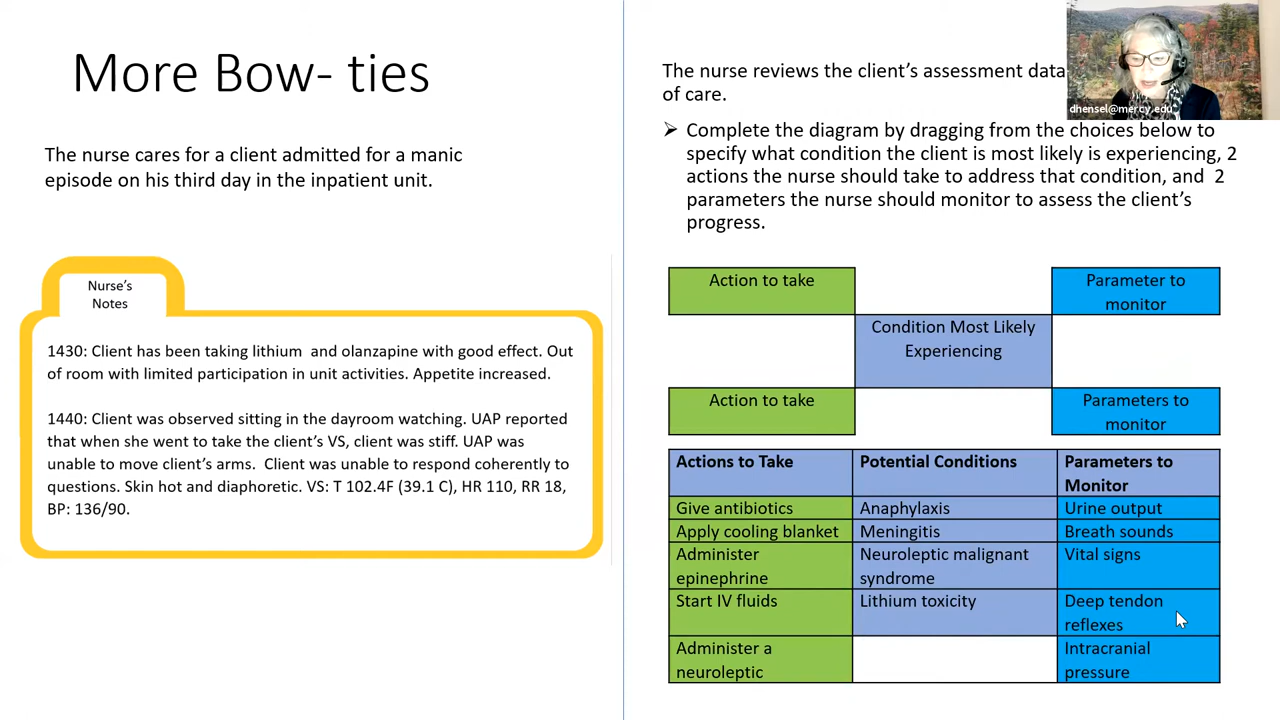 More Bow- ties
The nurse cares for a client admitted for a manic
episode on his third day in the inpatient unit.
Nurse's
Notes
1430: Client has been taking lithium and olanzapine with good effect. Out
of room with limited participation in unit activities. Appetite increased.
1440: Client was observed sitting in the dayroom watching. UAP reported
that when she went to take the client's VS, client was stiff. UAP was
unable to move client's arms. Client was unable to respond coherently to
questions. Skin hot and diaphoretic. VS: T 102.4F (39.1 C), HR 110, RR 18,
BP: 136/90.
The nurse reviews the client's assessment data
of care.
dhensel@mercy.edu
Complete the diagram by dragging from the choices below to
specify what condition the client is most likely is experiencing, 2
actions the nurse should take to address that condition, and 2
parameters the nurse should monitor to assess the client's
progress.
Action to take
Parameter to
monitor
Condition Most Likely
Experiencing
Action to take
Parameters to
monitor
Actions to Take
Potential Conditions
Parameters to
Monitor
Give antibiotics
Anaphylaxis
Urine output
Apply cooling blanket
Meningitis
Breath sounds
Administer
epinephrine
Neuroleptic malignant
syndrome
Vital signs
Start IV fluids
Lithium toxicity
Deep tendon
reflexes
Administer a
neuroleptic
Intracranial
pressure